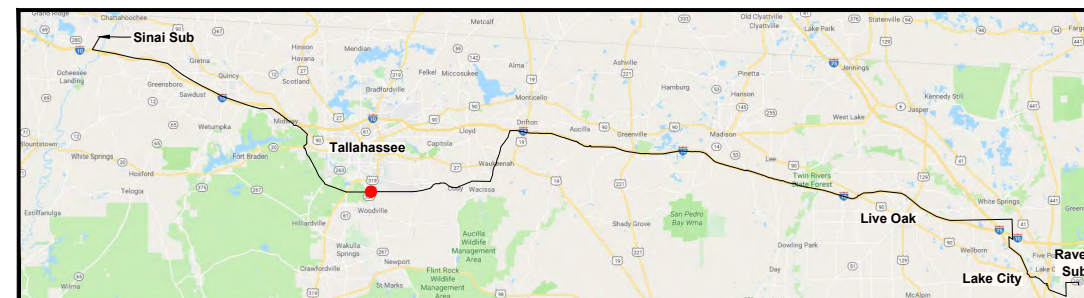 Grand Ridge
Chattahoochee
Metcalf
Old Clyattville
Clyattville
Lake Park
Statenville
Sinai Sub
Hinson
Havana
Meridian
Ashville
Ocheesee
Landing
Gretna
Quincy
Scotland
Felkel
Miccosukee
Alma
Pinetta
Jennings
Greensboro
Sawdust
Bradfordville
Monticello
Hamburg
Hanson
Kennedy Still
Wetumpka
Midway
Lloyd
Drifton
Aucilla
Greenville
Madison
West Lake
Jasper
Blountstown
White Springs
Hosford
Telogia
Fort Braden
Tallahassee
Capitola
Waukeenah
Lee
Twin Rivers
State Forest
Cody
Wacissa
White Springs
Estiffanulga
Hilliardville
Woodville
Shady Grove
San Pedro
Bay Wma
Live Oak
Wakulla
Springs
Aucilla
Wildlife
Management
Area
Dowling Park
Wellborn
Crawfordville
Newport
St Marks
Flint Rock
Wildlife
Management
Area
Day
Lake City
McAlpin
Wilma